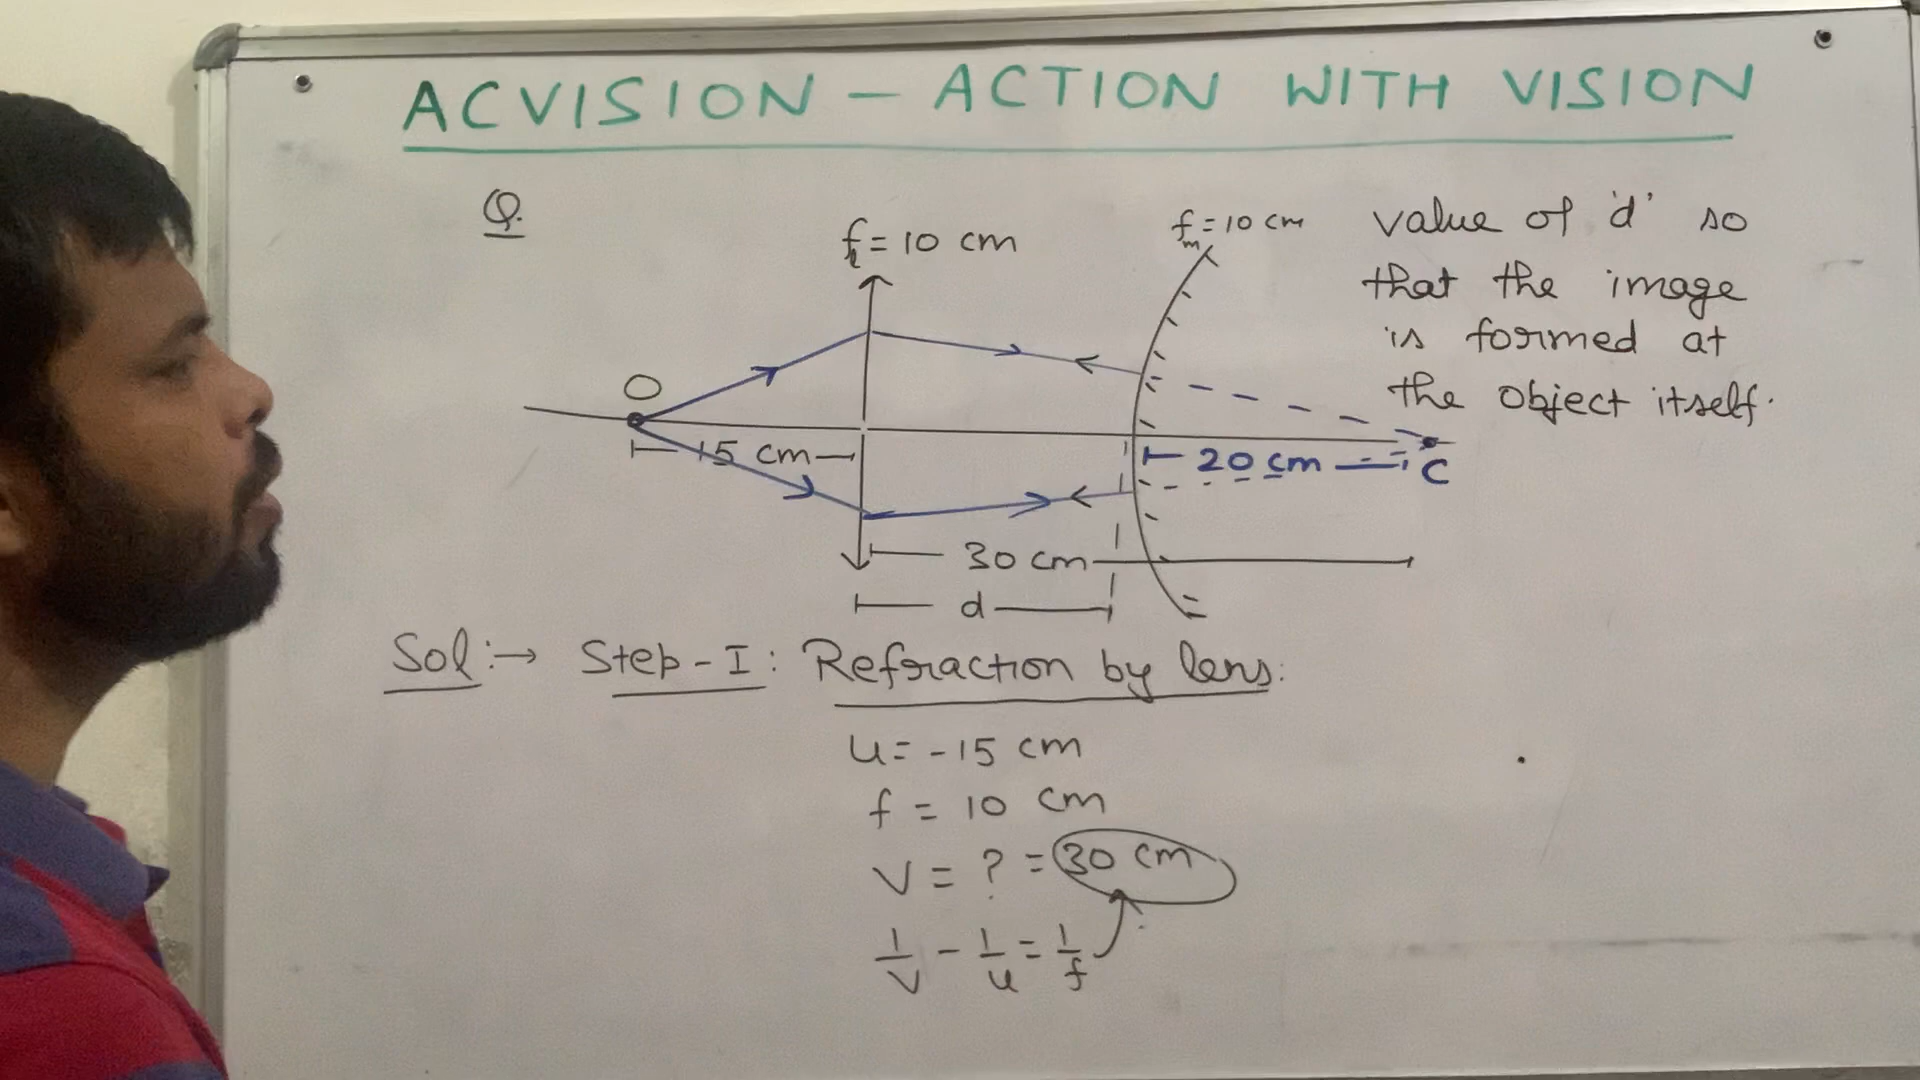 ACVISION - ACTION WITH VISION
Q.
f_l = 10 cm
f_m = 10 cm
value of 'd' so
that the image
is formed at
the object itself.
O
15 cm
20 cm
C
30 cm
d
Sol:→ Step-I: Refraction by lens:
u = -15 cm
f = 10 cm
v = ? = 30 cm
1/v - 1/u = 1/f